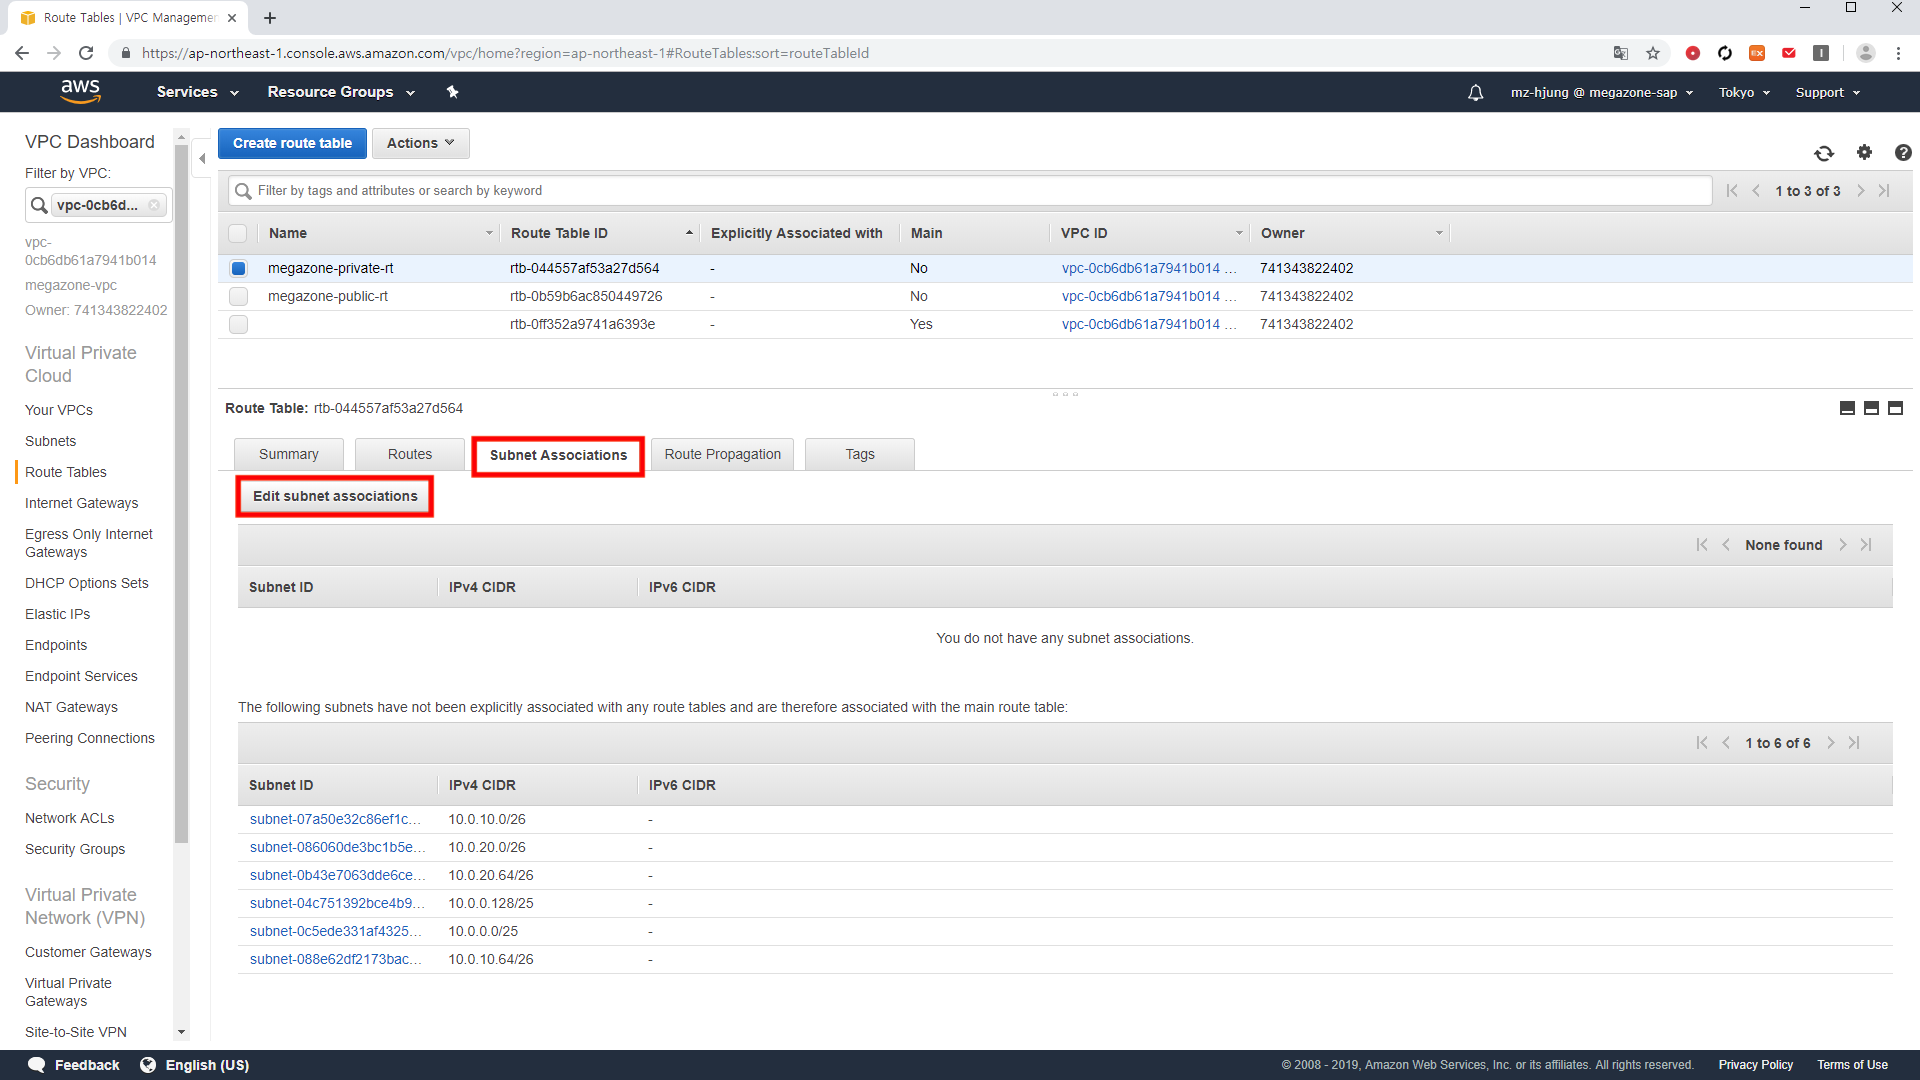 Route Tables | VPC Managemen
https://ap-northeast-1.console.aws.amazon.com/vpc/home?region=ap-northeast-1#RouteTables:sort=routeTableId
EX
aws
Services
Resource Groups
mz-hjung @ megazone-sap
Tokyo
Support
VPC Dashboard
Filter by VPC:
vpc-0cb6d...
vpc-
0cb6db61a7941b014
megazone-vpc
Owner: 741343822402
Virtual Private
Cloud
Your VPCs
Subnets
Route Tables
Internet Gateways
Egress Only Internet
Gateways
DHCP Options Sets
Elastic IPs
Endpoints
Endpoint Services
NAT Gateways
Peering Connections
Security
Network ACLs
Security Groups
Virtual Private
Network (VPN)
Customer Gateways
Virtual Private
Gateways
Site-to-Site VPN
Create route table
Actions
Filter by tags and attributes or search by keyword
1 to 3 of 3
Name Route Table ID Explicitly Associated with Main VPC ID Owner
megazone-private-rt rtb-044557af53a27d564 - No vpc-0cb6db61a7941b014 ... 741343822402
megazone-public-rt rtb-0b59b6ac850449726 - No vpc-0cb6db61a7941b014 ... 741343822402
rtb-0ff352a9741a6393e - Yes vpc-0cb6db61a7941b014 ... 741343822402
Route Table: rtb-044557af53a27d564
Summary
Routes
Subnet Associations
Route Propagation
Tags
Edit subnet associations
None found
Subnet ID IPv4 CIDR IPv6 CIDR
You do not have any subnet associations.
The following subnets have not been explicitly associated with any route tables and are therefore associated with the main route table:
1 to 6 of 6
Subnet ID IPv4 CIDR IPv6 CIDR
subnet-07a50e32c86ef1c... 10.0.10.0/26 -
subnet-086060de3bc1b5e... 10.0.20.0/26 -
subnet-0b43e7063dde6ce... 10.0.20.64/26 -
subnet-04c751392bce4b9... 10.0.0.128/25 -
subnet-0c5ede331af4325... 10.0.0.0/25 -
subnet-088e62df2173bac... 10.0.10.64/26 -
Feedback
English (US)
© 2008 - 2019, Amazon Web Services, Inc. or its affiliates. All rights reserved.
Privacy Policy
Terms of Use